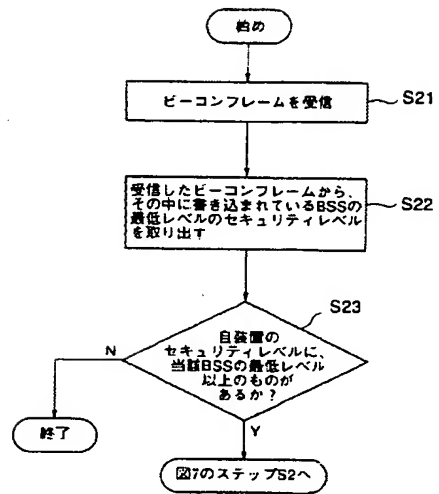 始め
ビーコンフレームを受信
S21
受信したビーコンフレームから、
その中に書き込まれているBSSの
最低レベルのセキュリティレベル
を取り出す
S22
S23
自装置の
セキュリティレベルに、
当該BSSの最低レベル
以上のものが
あるか?
N
Y
終了
図7のステップS2へ